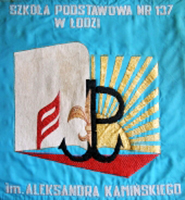 SZKOŁA PODSTAWOWA NR 137
W ŁODZI
im. ALEKSANDRA KAMIŃSKIEGO